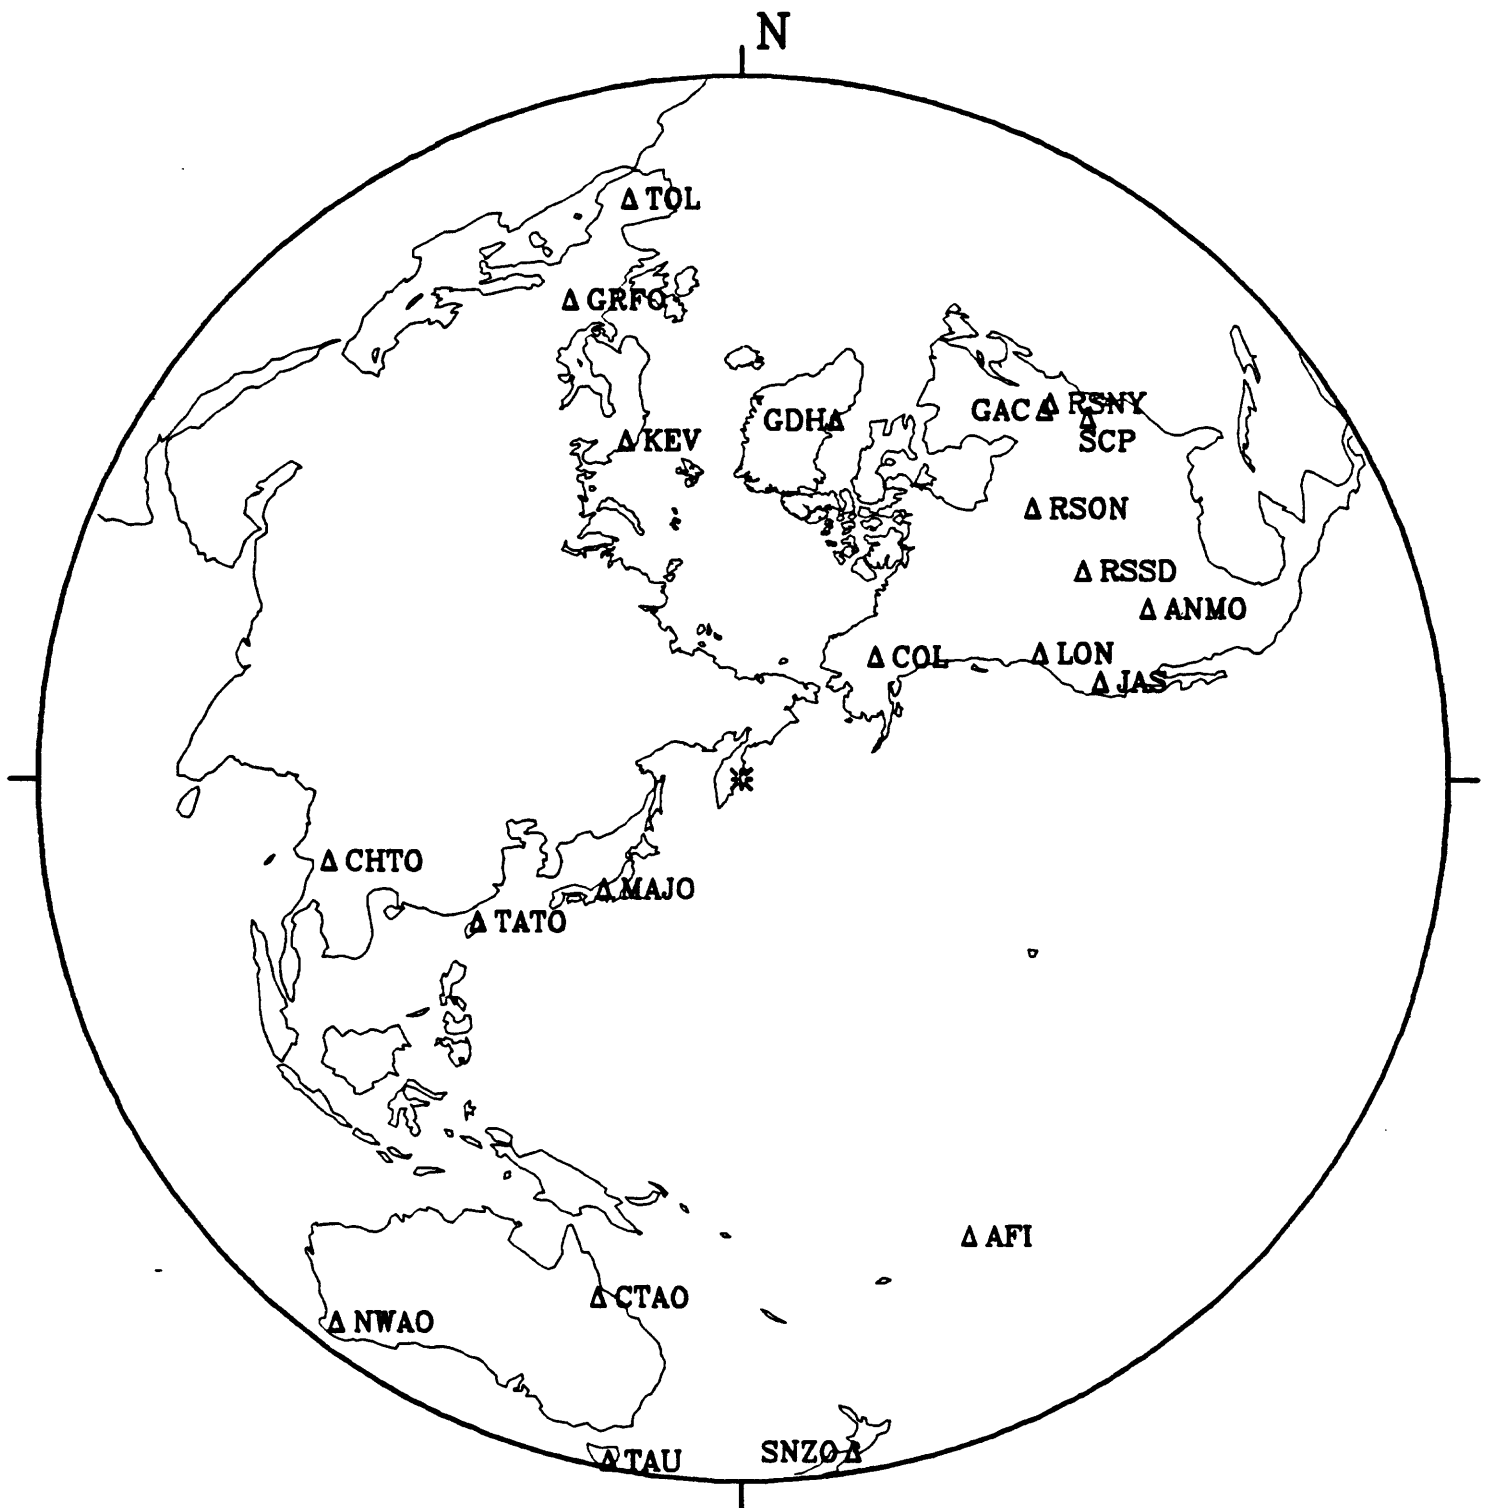 N
Δ TOL
Δ GRFO
GAC Δ
Δ RSNY
GDH Δ
SCP
Δ KEV
Δ RSON
Δ RSSD
Δ ANMO
Δ COL
Δ LON
Δ JAS
Δ CHTO
Δ MAJO
Δ TATO
Δ AFI
Δ CTAO
Δ NWAO
SNZO Δ
Δ TAU